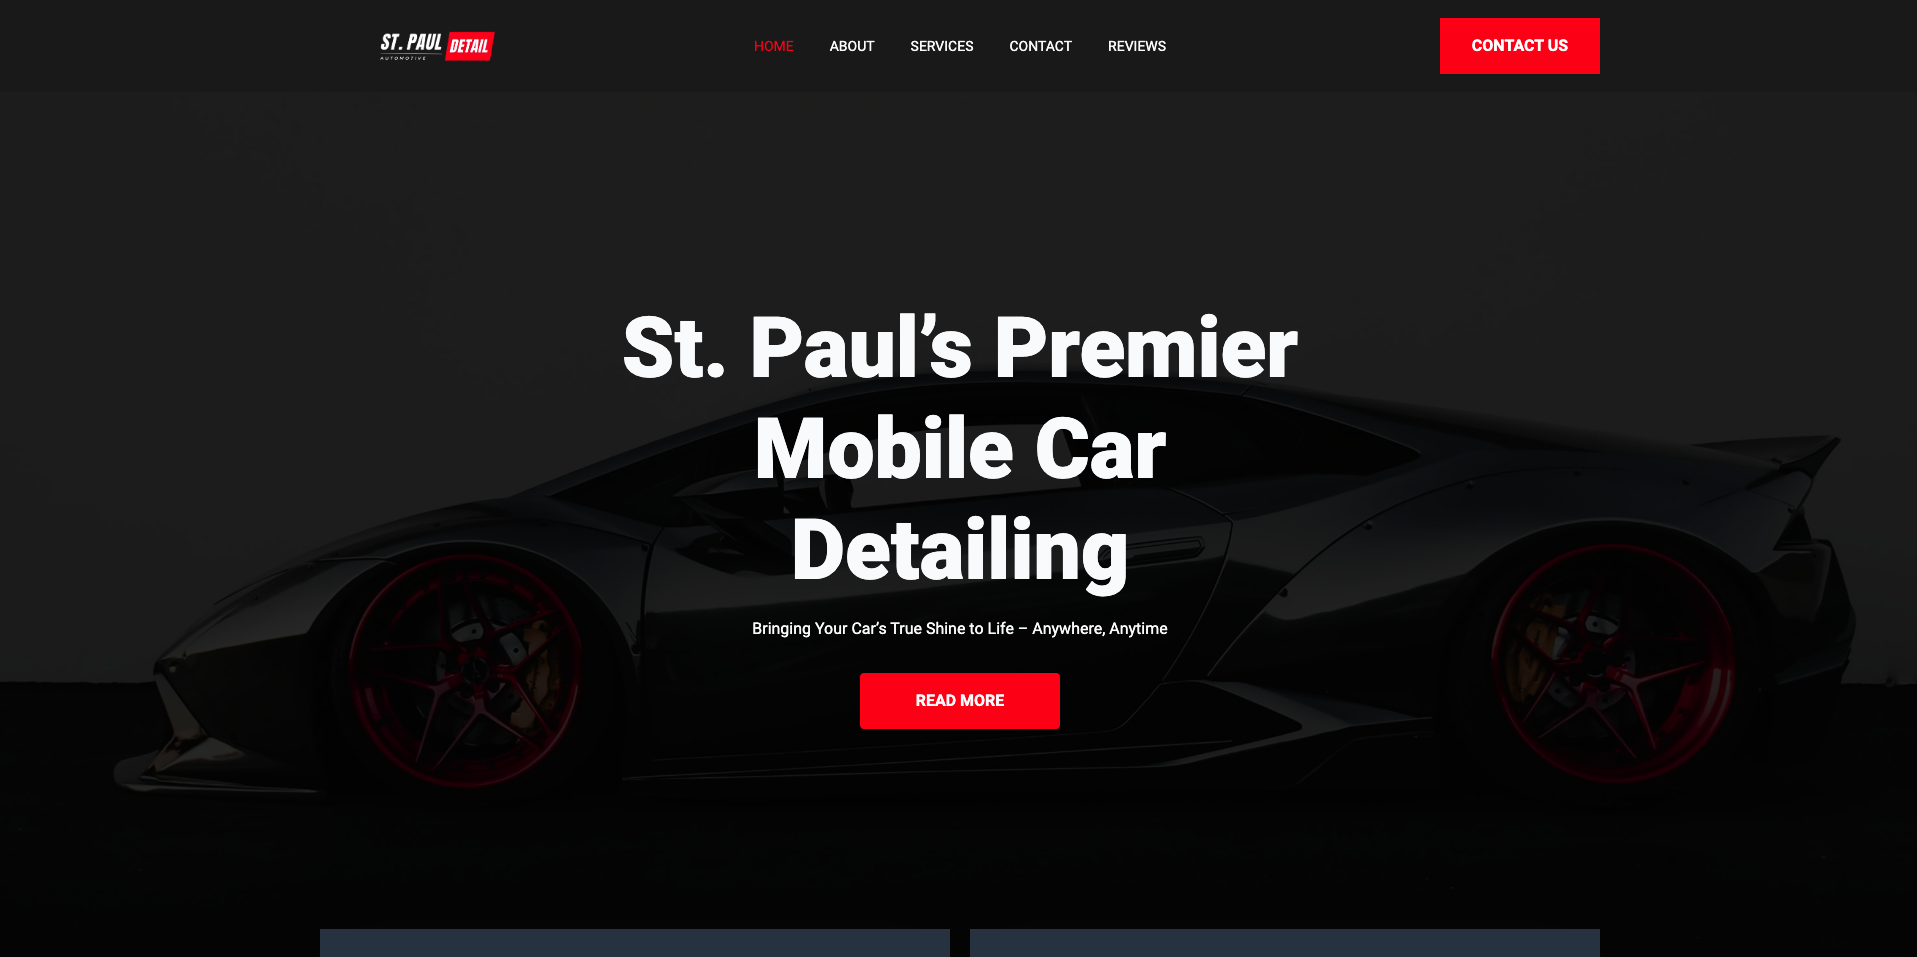 ST. PAUL DETAIL
AUTOMOTIVE
HOME ABOUT SERVICES CONTACT REVIEWS
CONTACT US
St. Paul’s Premier
Mobile Car
Detailing
Bringing Your Car’s True Shine to Life – Anywhere, Anytime
READ MORE